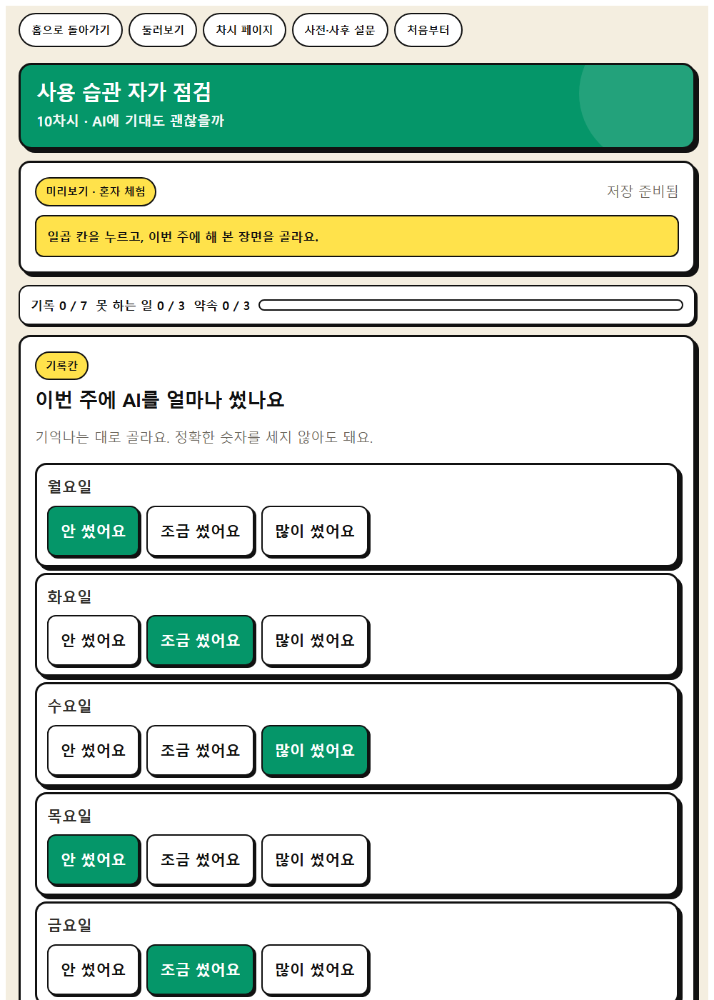 홈으로 돌아가기 둘러보기 차시 페이지 사전·사후 설문 처음부터
사용 습관 자가 점검
10차시 · AI에 기대도 괜찮을까
미리보기 · 혼자 체험 저장 준비됨
일곱 칸을 누르고, 이번 주에 해 본 장면을 골라요.
기록 0 / 7 못 하는 일 0 / 3 약속 0 / 3
기록칸
이번 주에 AI를 얼마나 썼나요
기억나는 대로 골라요. 정확한 숫자를 세지 않아도 돼요.
월요일
안 썼어요 조금 썼어요 많이 썼어요
화요일
안 썼어요 조금 썼어요 많이 썼어요
수요일
안 썼어요 조금 썼어요 많이 썼어요
목요일
안 썼어요 조금 썼어요 많이 썼어요
금요일
안 썼어요 조금 썼어요 많이 썼어요